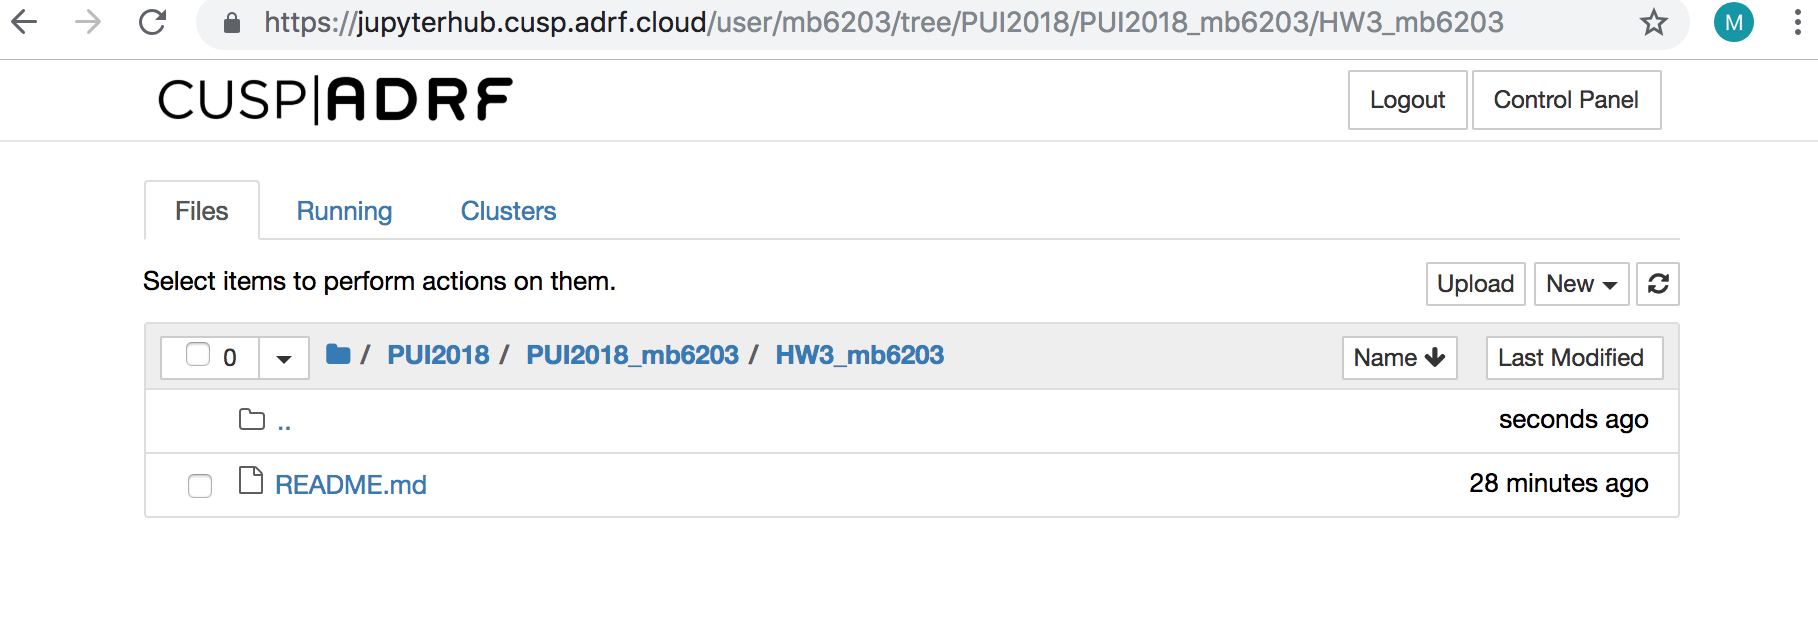 https://jupyterhub.cusp.adrf.cloud/user/mb6203/tree/PUI2018/PUI2018_mb6203/HW3_mb6203 M
CUSP|ADRF Logout Control Panel
Files Running Clusters
Select items to perform actions on them. Upload New
0 / PUI2018 / PUI2018_mb6203 / HW3_mb6203 Name Last Modified
.. seconds ago
README.md 28 minutes ago